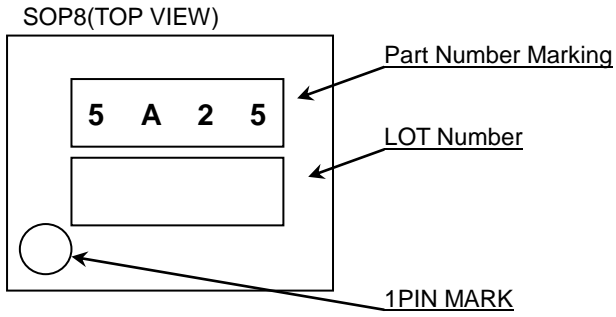 SOP8(TOP VIEW)
Part Number Marking
5 A 2 5
LOT Number
1PIN MARK